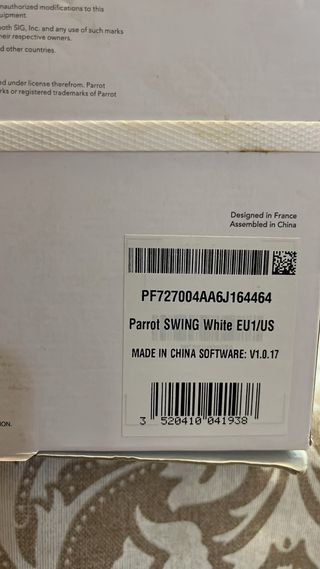 nauthorized modifications to this
quipment.
ooth SIG, Inc. and any use of such marks
heir respective owners.
d other countries.
ed under license therefrom. Parrot
rks or registered trademarks of Parrot
Designed in France
Assembled in China
PF727004AA6J164464
Parrot SWING White EU1/US
MADE IN CHINA SOFTWARE: V1.0.17
3 520410 041938
ION.